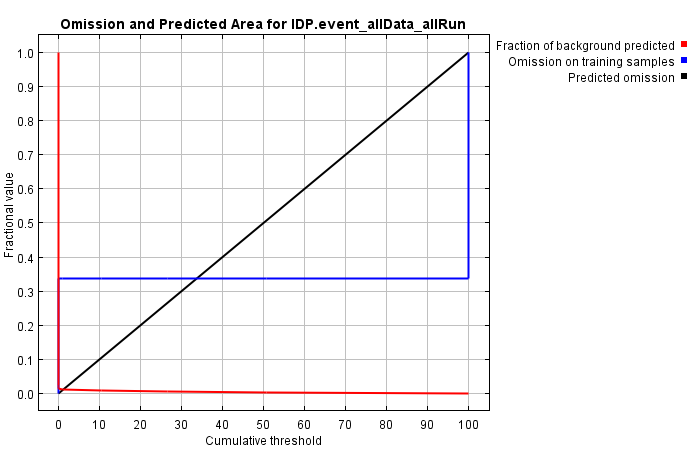 Omission and Predicted Area for IDP.event_allData_allRun
Fraction of background predicted
Omission on training samples
Predicted omission
Fractional value
1.0
0.9
0.8
0.7
0.6
0.5
0.4
0.3
0.2
0.1
0.0
0 10 20 30 40 50 60 70 80 90 100
Cumulative threshold